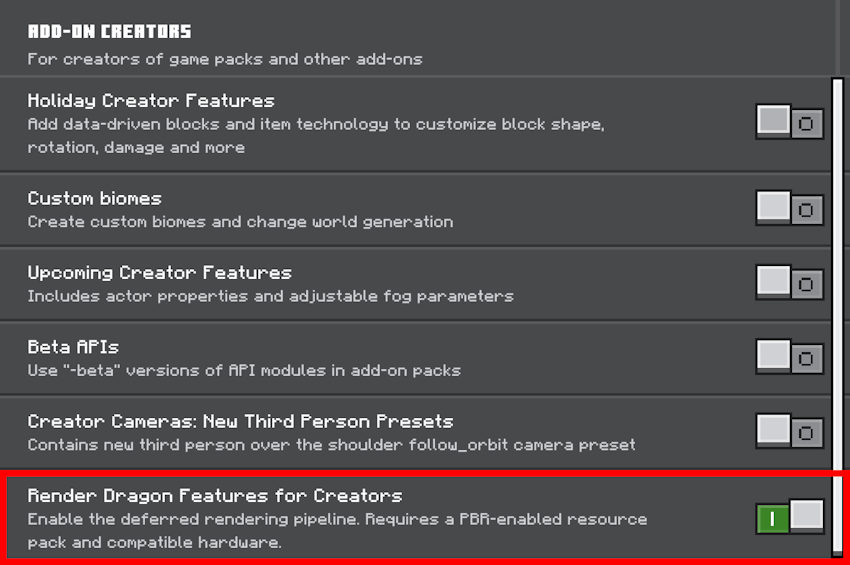 ADD-ON CREATORS
For creators of game packs and other add-ons
Holiday Creator Features
Add data-driven blocks and item technology to customize block shape,
rotation, damage and more
Custom biomes
Create custom biomes and change world generation
Upcoming Creator Features
Includes actor properties and adjustable fog parameters
Beta APIs
Use "-beta" versions of API modules in add-on packs
Creator Cameras: New Third Person Presets
Contains new third person over the shoulder follow_orbit camera preset
Render Dragon Features for Creators
Enable the deferred rendering pipeline. Requires a PBR-enabled resource
pack and compatible hardware.